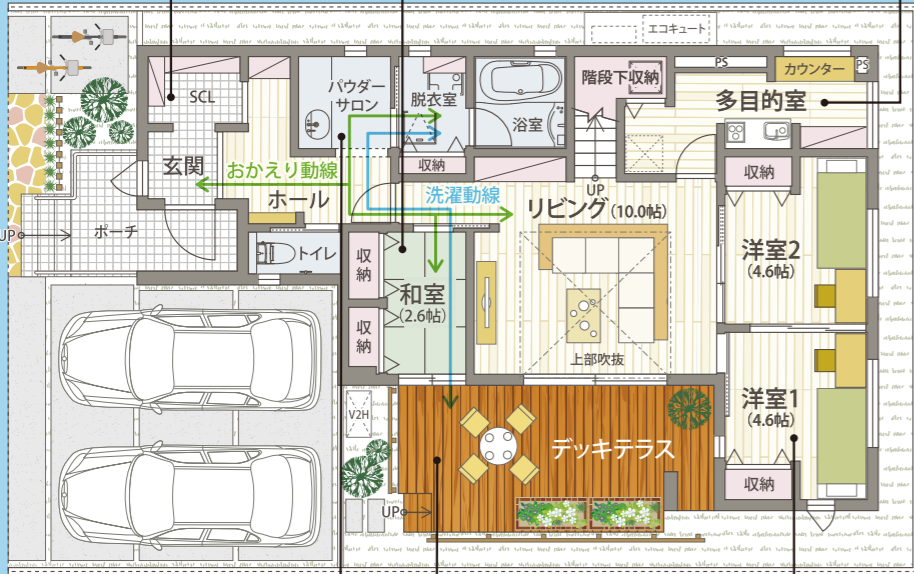 エコキュート
SCL
パウダー
サロン
脱衣室
浴室
階段下収納
PS
カウンター
PS
多目的室
玄関
おかえり動線
ホール
収納
洗濯動線
UP
リビング(10.0帖)
収納
ポーチ
UP
トイレ
収納
和室
(2.6帖)
収納
洋室2
(4.6帖)
上部吹抜
洋室1
(4.6帖)
V2H
デッキテラス
収納
UP